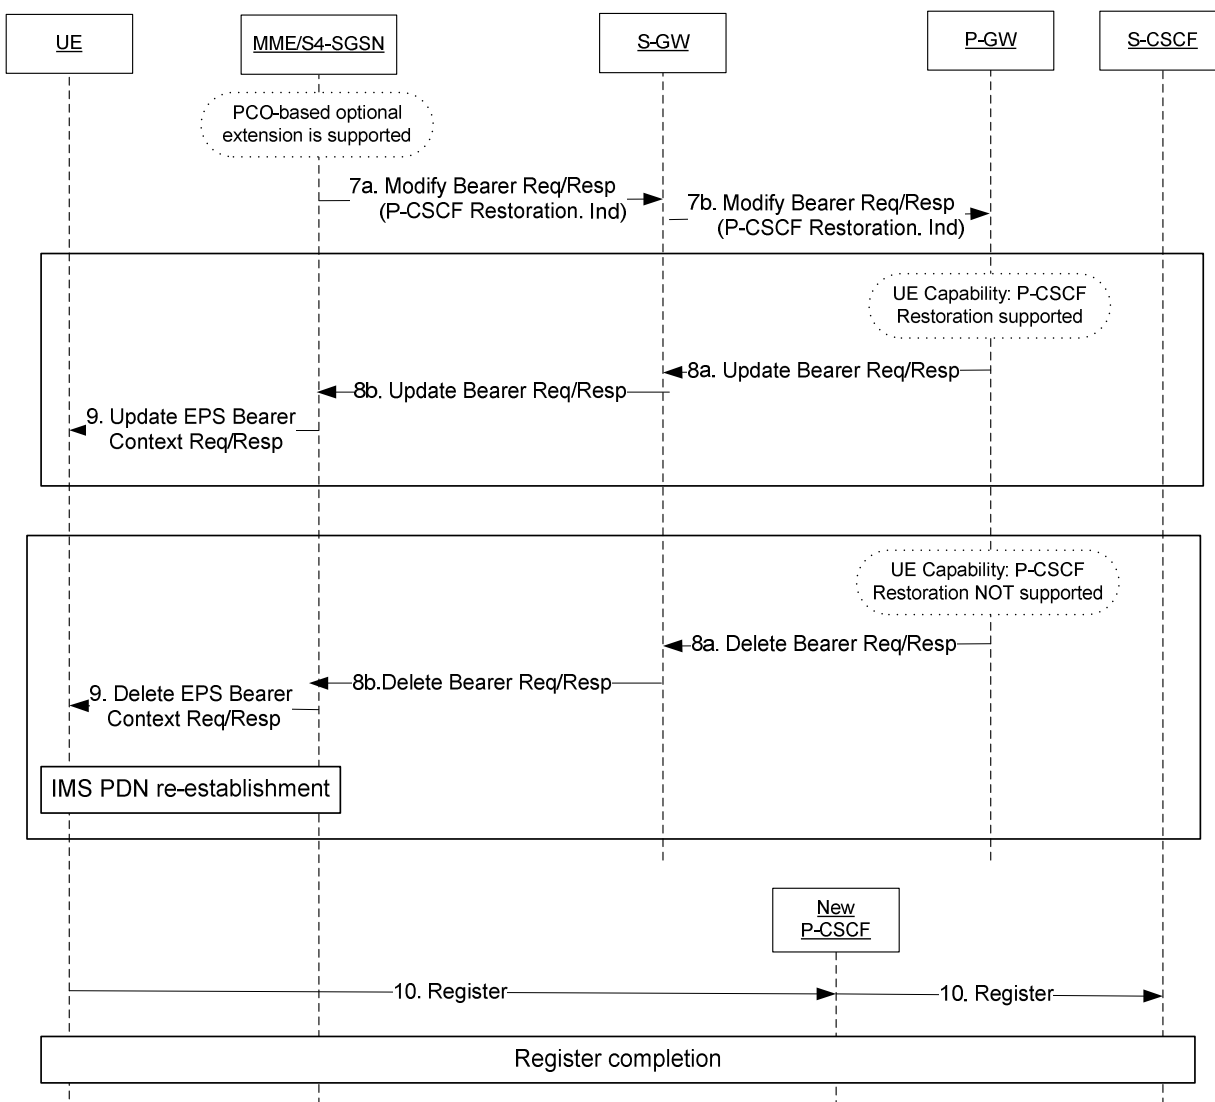 UE
MME/S4-SGSN
S-GW
P-GW
S-CSCF
PCO-based optional
extension is supported
7a. Modify Bearer Req/Resp
(P-CSCF Restoration. Ind)
7b. Modify Bearer Req/Resp
(P-CSCF Restoration. Ind)
UE Capability: P-CSCF
Restoration supported
8a. Update Bearer Req/Resp
8b. Update Bearer Req/Resp
9. Update EPS Bearer
Context Req/Resp
UE Capability: P-CSCF
Restoration NOT supported
8a. Delete Bearer Req/Resp
8b.Delete Bearer Req/Resp
9. Delete EPS Bearer
Context Req/Resp
IMS PDN re-establishment
New
P-CSCF
10. Register
10. Register
Register completion